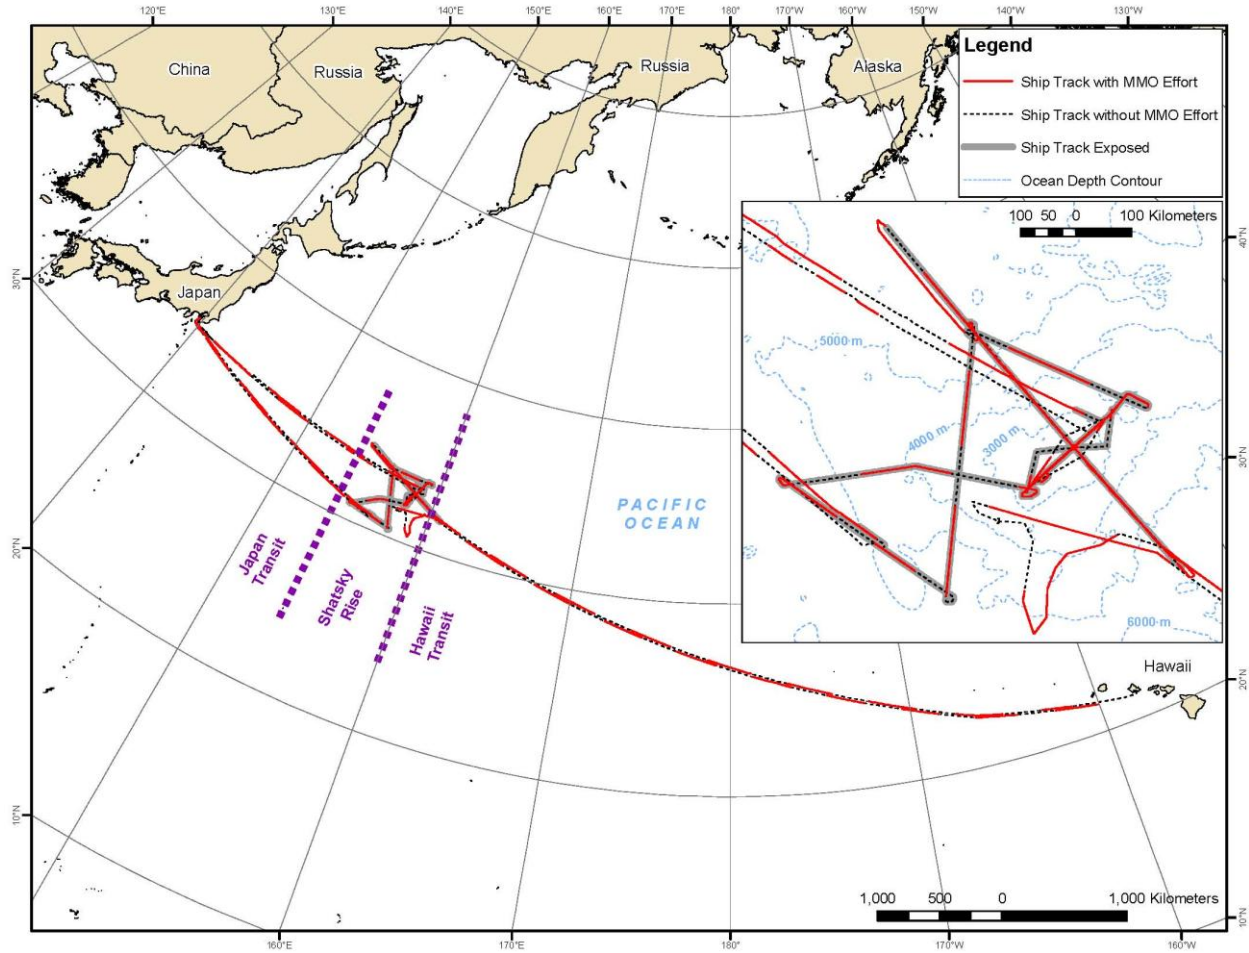 120°E 130°E 140°E 150°E 160°E 170°E 180° 170°W 160°W 150°W 140°W 130°W
China
Russia
Russia
Alaska
Legend
Ship Track with MMO Effort
Ship Track without MMO Effort
Ship Track Exposed
Ocean Depth Contour
100 50 0 100 Kilometers
40°N
30°N
Japan
5000 m
4000 m
3000 m
6000 m
30°N
PACIFIC
OCEAN
Japan
Transit
Shatsky
Rise
Hawaii
Transit
20°N
Hawaii
20°N
10°N
1,000 500 0 1,000 Kilometers
10°N
160°E 170°E 180° 170°W 160°W